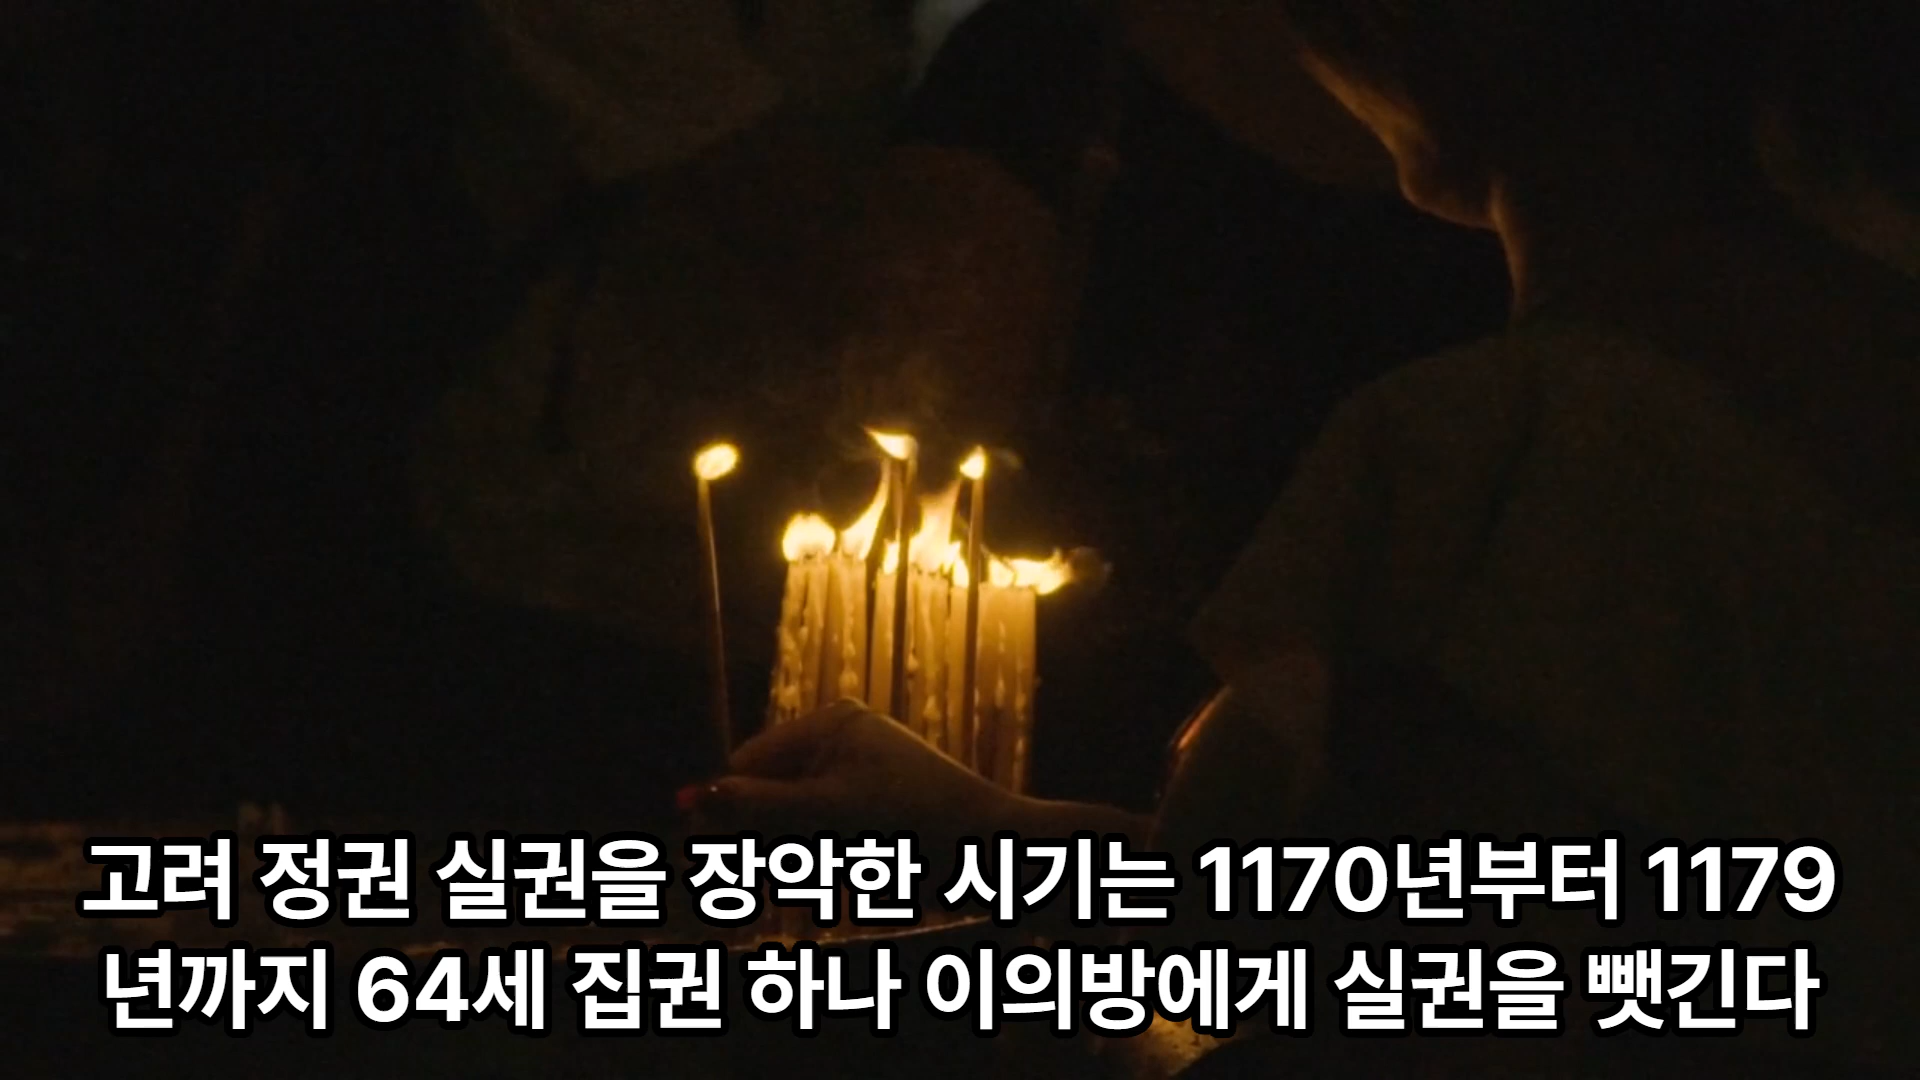 고려 정권 실권을 장악한 시기는 1170년부터 1179
년까지 64세 집권 하나 이의방에게 실권을 뺏긴다